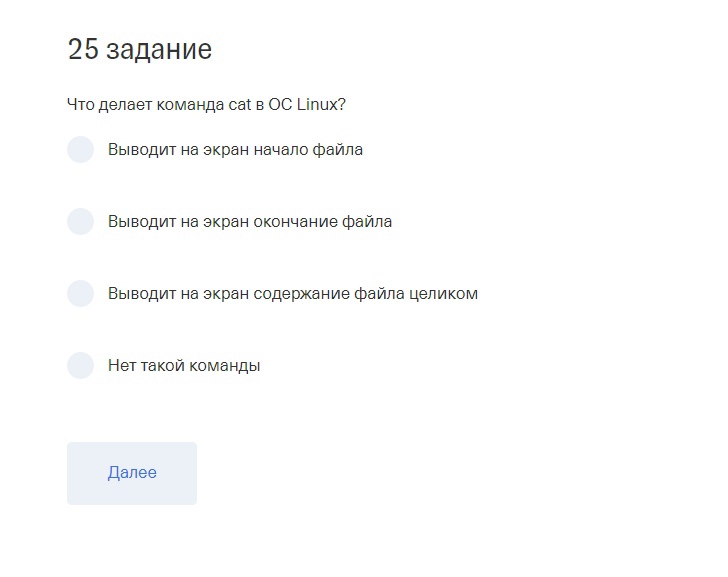 25 задание
Что делает команда cat в ОС Linux?
Выводит на экран начало файла
Выводит на экран окончание файла
Выводит на экран содержание файла целиком
Нет такой команды
Далее